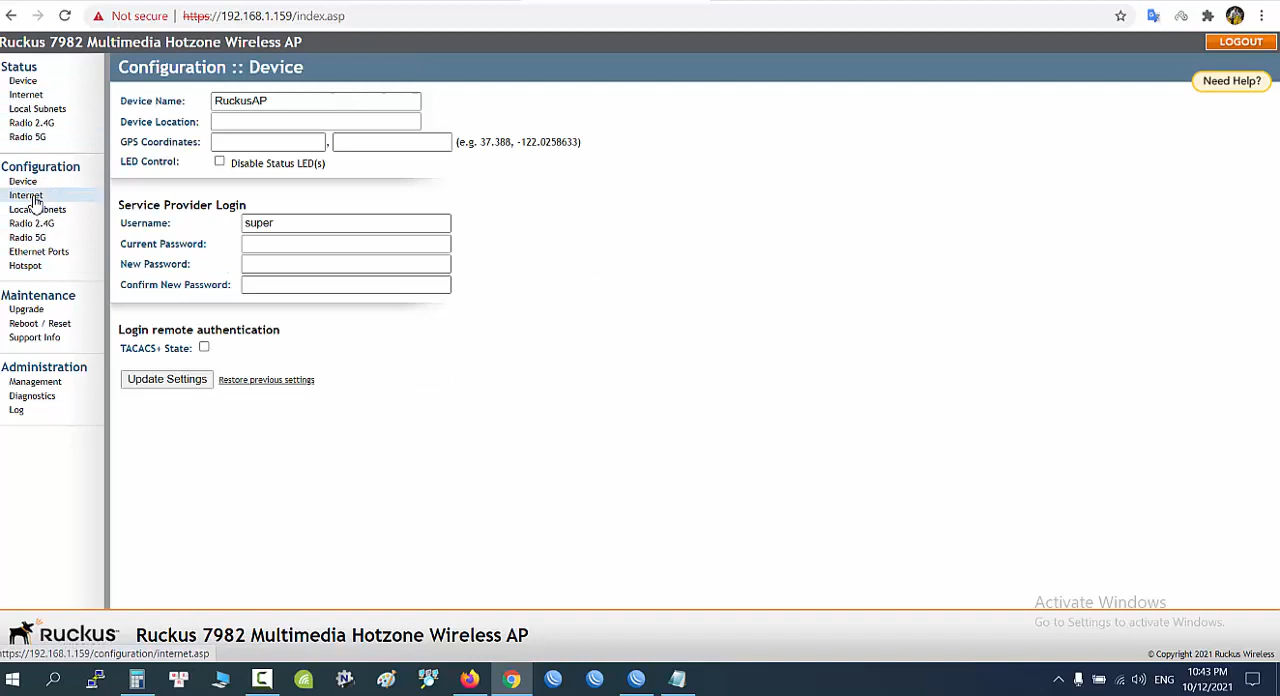 Not secure | https://192.168.1.159/index.asp
Ruckus 7982 Multimedia Hotzone Wireless AP
LOGOUT
Status
Device
Internet
Local Subnets
Radio 2.4G
Radio 5G
Configuration
Device
Internet
Local Subnets
Radio 2.4G
Radio 5G
Ethernet Ports
Hotspot
Maintenance
Upgrade
Reboot / Reset
Support Info
Administration
Management
Diagnostics
Log
Configuration :: Device
Need Help?
Device Name: RuckusAP
Device Location:
GPS Coordinates: , (e.g. 37.388, -122.0258633)
LED Control: Disable Status LED(s)
Service Provider Login
Username: super
Current Password:
New Password:
Confirm New Password:
Login remote authentication
TACACS+ State:
Update Settings Restore previous settings
Activate Windows
Go to Settings to activate Windows.
Ruckus Ruckus 7982 Multimedia Hotzone Wireless AP
https://192.168.1.159/configuration/internet.asp
© Copyright 2021 Ruckus Wireless
ENG
10:43 PM
10/12/2021